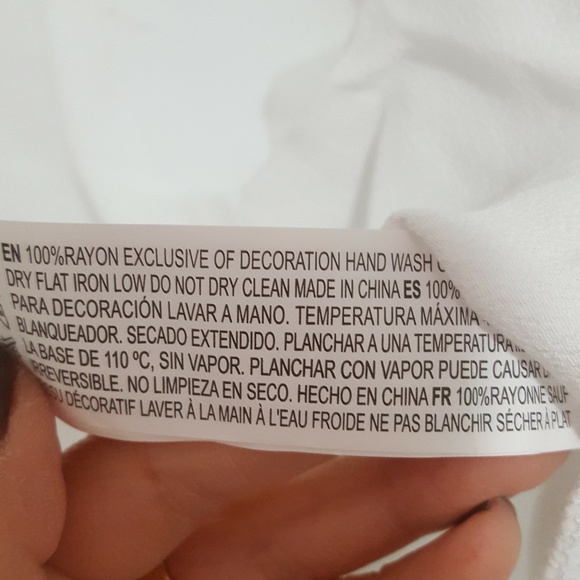 EN 100%RAYON EXCLUSIVE OF DECORATION HAND WASH
DRY FLAT IRON LOW DO NOT DRY CLEAN MADE IN CHINA ES 100%
PARA DECORACIÓN LAVAR A MANO. TEMPERATURA MÁXIMA
BLANQUEADOR. SECADO EXTENDIDO. PLANCHAR A UNA TEMPERATURA
LA BASE DE 110 ºC, SIN VAPOR. PLANCHAR CON VAPOR PUEDE CAUSAR
IRREVERSIBLE. NO LIMPIEZA EN SECO. HECHO EN CHINA FR 100%RAYONNE SAUF
DÉCORATIF LAVER À LA MAIN À L'EAU FROIDE NE PAS BLANCHIR SÉCHER À PLAT